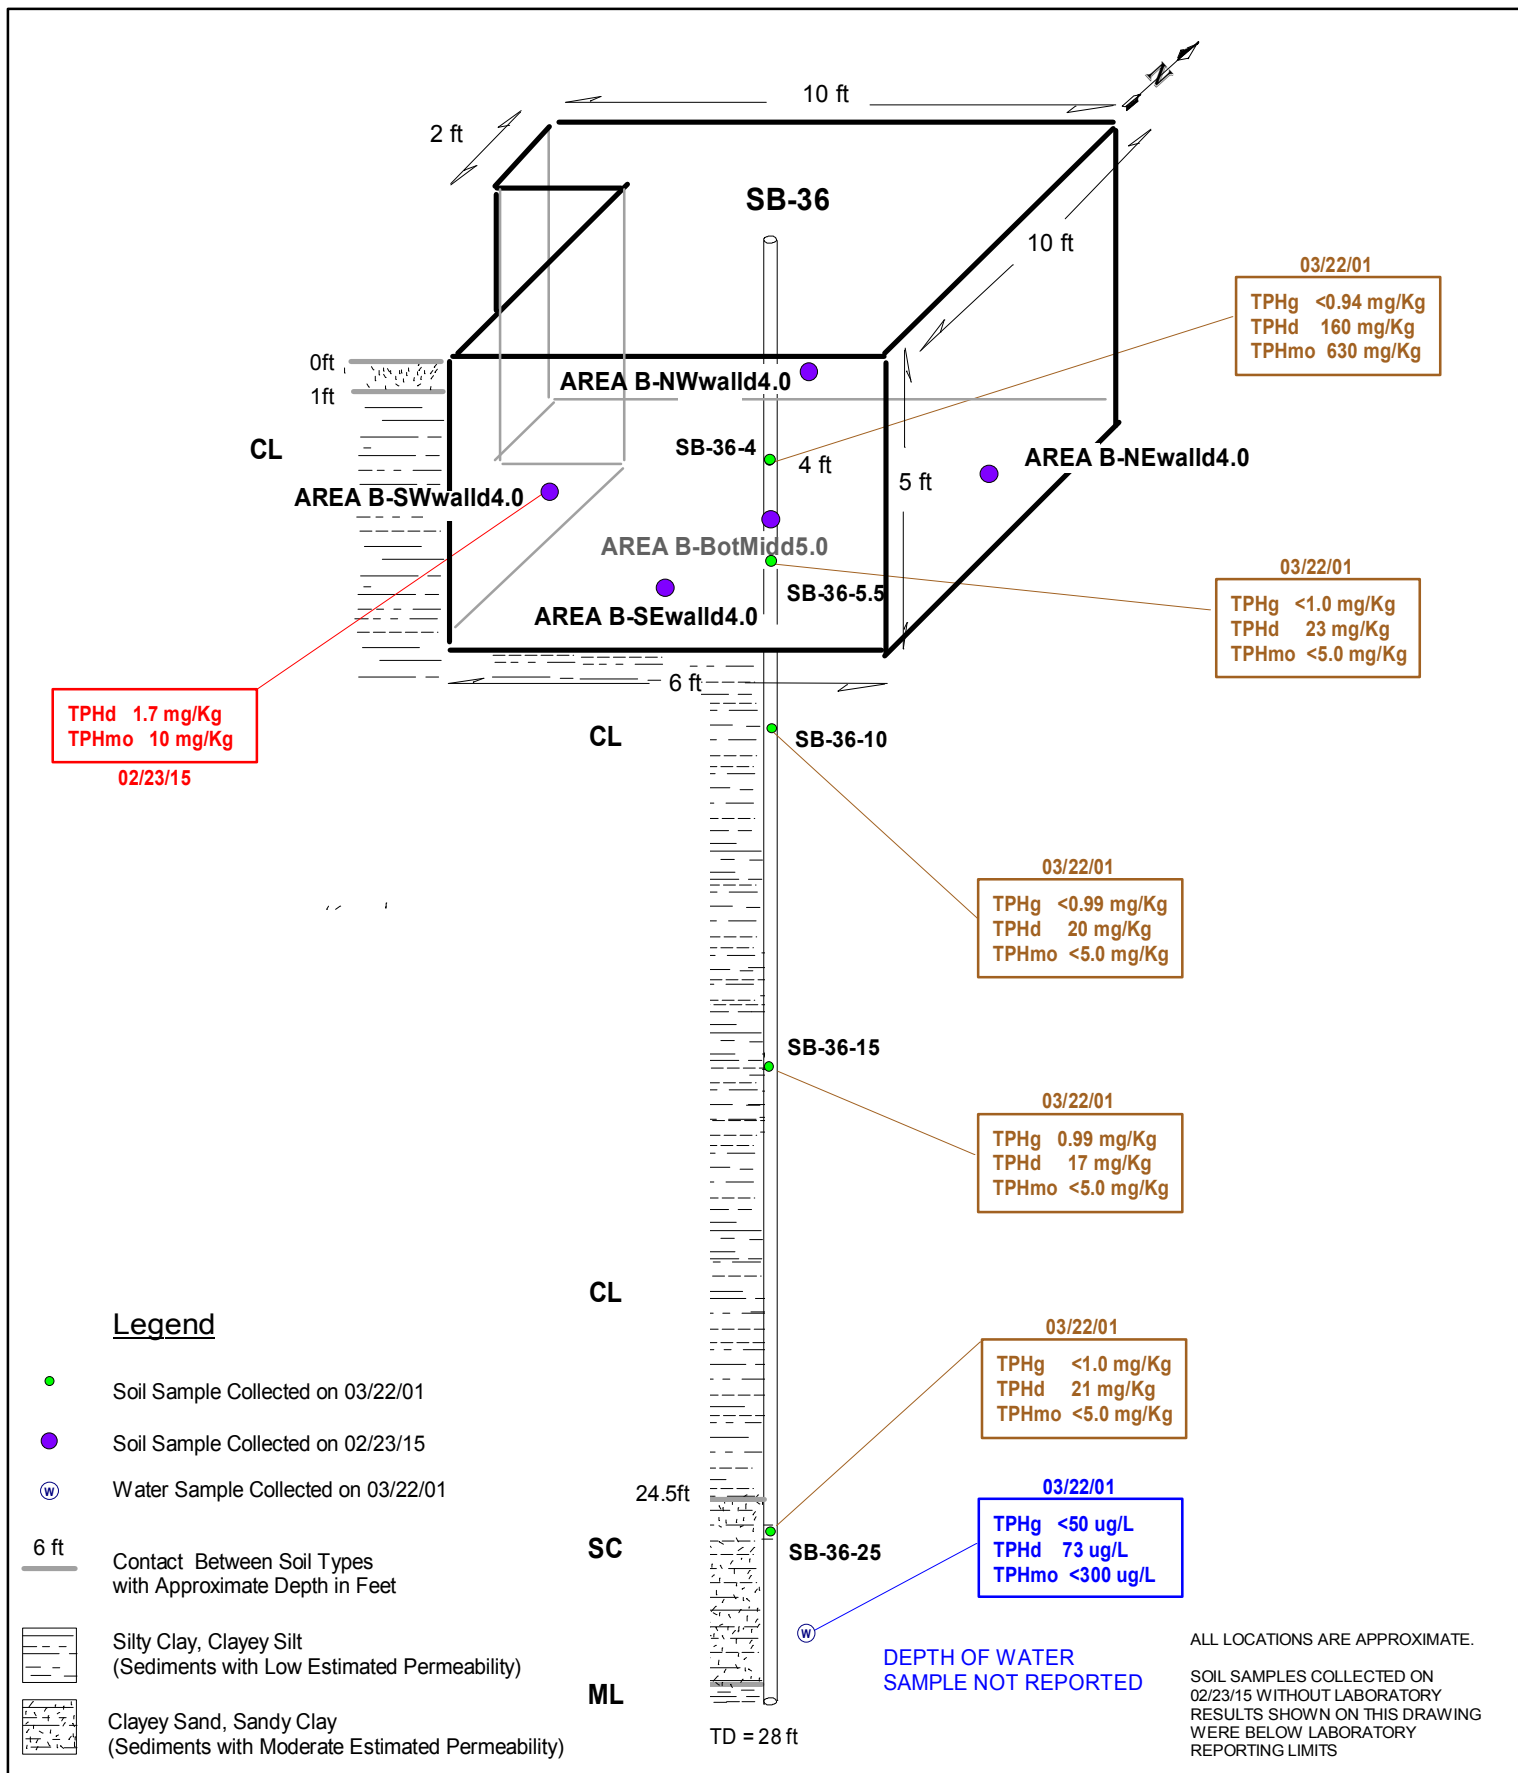 N
10 ft
2 ft
SB-36
10 ft
03/22/01
TPHg <0.94 mg/Kg
TPHd 160 mg/Kg
TPHmo 630 mg/Kg
0ft
1ft
AREA B-NWwalld4.0
CL
SB-36-4
4 ft
AREA B-NEwalld4.0
5 ft
AREA B-SWwalld4.0
AREA B-BotMidd5.0
SB-36-5.5
AREA B-SEwalld4.0
03/22/01
TPHg <1.0 mg/Kg
TPHd 23 mg/Kg
TPHmo <5.0 mg/Kg
6 ft
TPHd 1.7 mg/Kg
TPHmo 10 mg/Kg
02/23/15
CL
SB-36-10
03/22/01
TPHg <0.99 mg/Kg
TPHd 20 mg/Kg
TPHmo <5.0 mg/Kg
SB-36-15
03/22/01
TPHg 0.99 mg/Kg
TPHd 17 mg/Kg
TPHmo <5.0 mg/Kg
CL
03/22/01
TPHg <1.0 mg/Kg
TPHd 21 mg/Kg
TPHmo <5.0 mg/Kg
24.5ft
SC
SB-36-25
03/22/01
TPHg <50 ug/L
TPHd 73 ug/L
TPHmo <300 ug/L
W
DEPTH OF WATER
SAMPLE NOT REPORTED
ML
TD = 28 ft
Legend
Soil Sample Collected on 03/22/01
Soil Sample Collected on 02/23/15
W Water Sample Collected on 03/22/01
6 ft
Contact Between Soil Types
with Approximate Depth in Feet
Silty Clay, Clayey Silt
(Sediments with Low Estimated Permeability)
Clayey Sand, Sandy Clay
(Sediments with Moderate Estimated Permeability)
ALL LOCATIONS ARE APPROXIMATE.
SOIL SAMPLES COLLECTED ON
02/23/15 WITHOUT LABORATORY
RESULTS SHOWN ON THIS DRAWING
WERE BELOW LABORATORY
REPORTING LIMITS